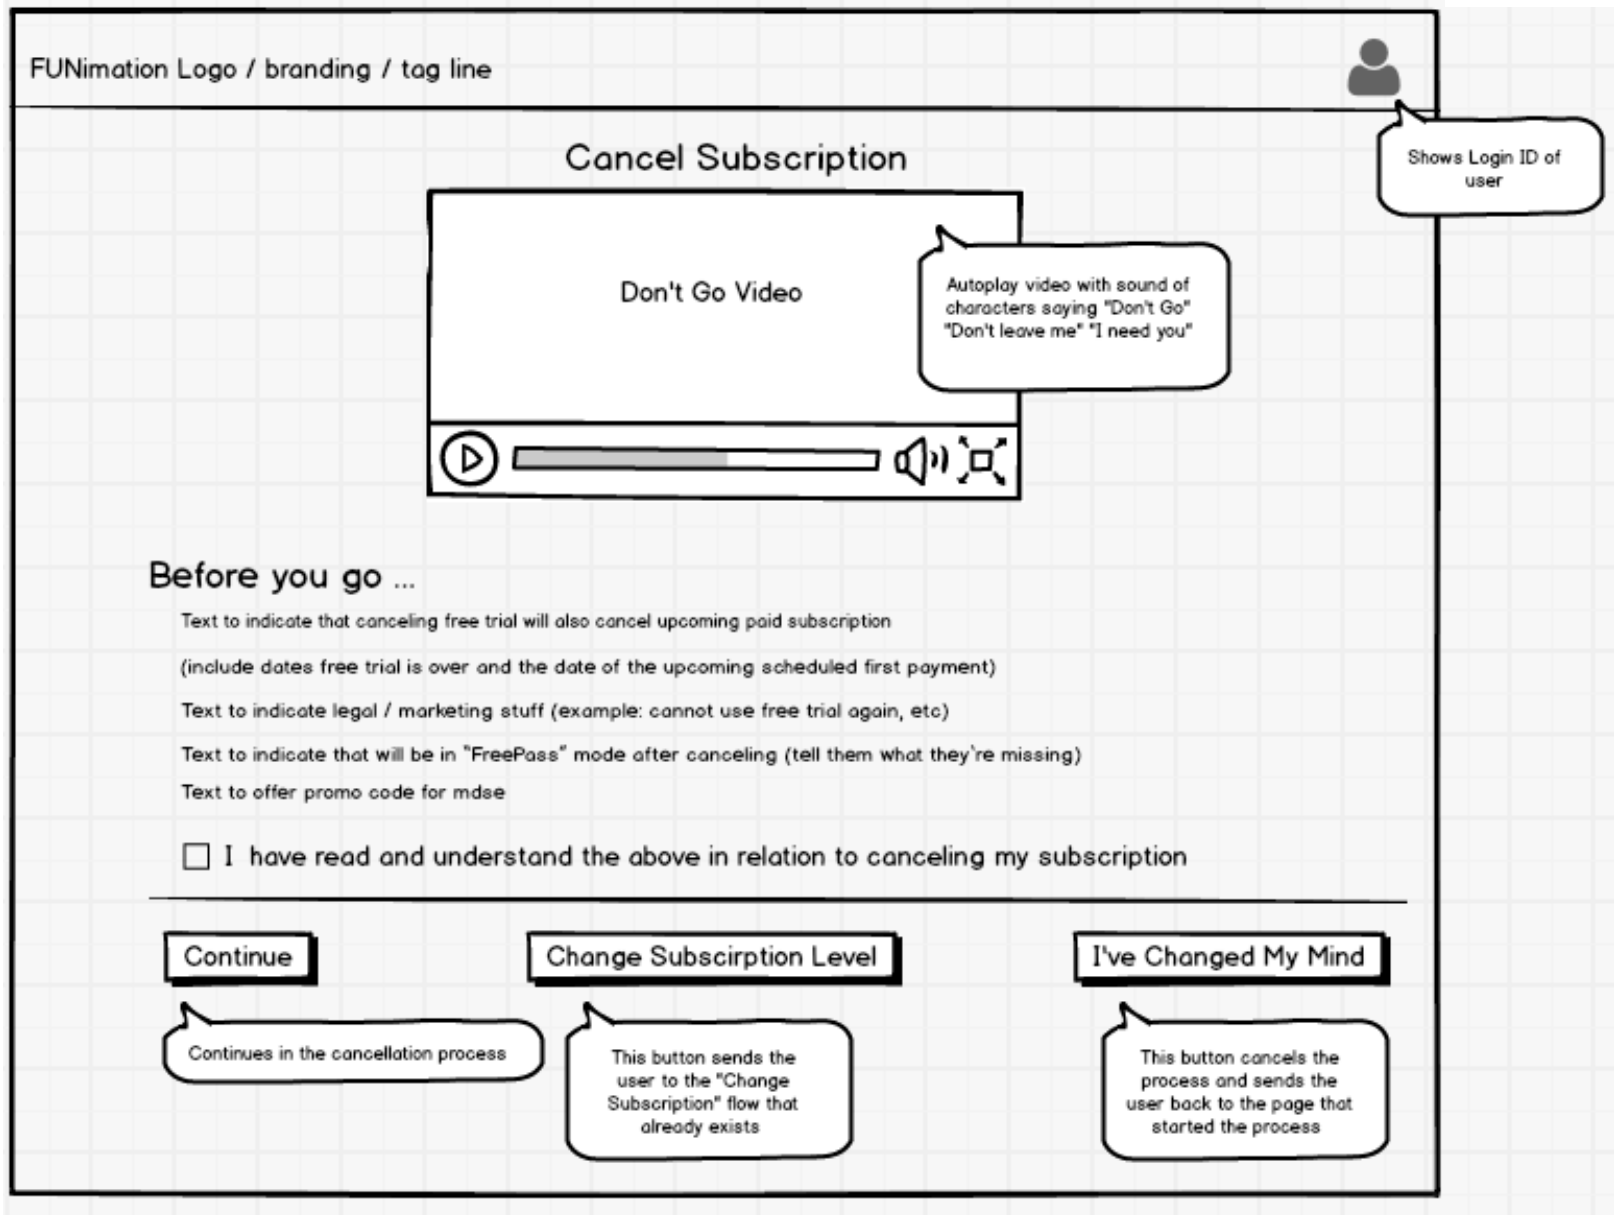 FUNimation Logo / branding / tag line
Shows Login ID of
user
Cancel Subscription
Don't Go Video
Autoplay video with sound of
characters saying "Don't Go"
"Don't leave me" "I need you"
Before you go ...
Text to indicate that canceling free trial will also cancel upcoming paid subscription
(include dates free trial is over and the date of the upcoming scheduled first payment)
Text to indicate legal / marketing stuff (example: cannot use free trial again, etc)
Text to indicate that will be in "FreePass" mode after canceling (tell them what they're missing)
Text to offer promo code for mdse
I have read and understand the above in relation to canceling my subscription
Continue
Change Subscirption Level
I've Changed My Mind
Continues in the cancellation process
This button sends the
user to the "Change
Subscription" flow that
already exists
This button cancels the
process and sends the
user back to the page that
started the process